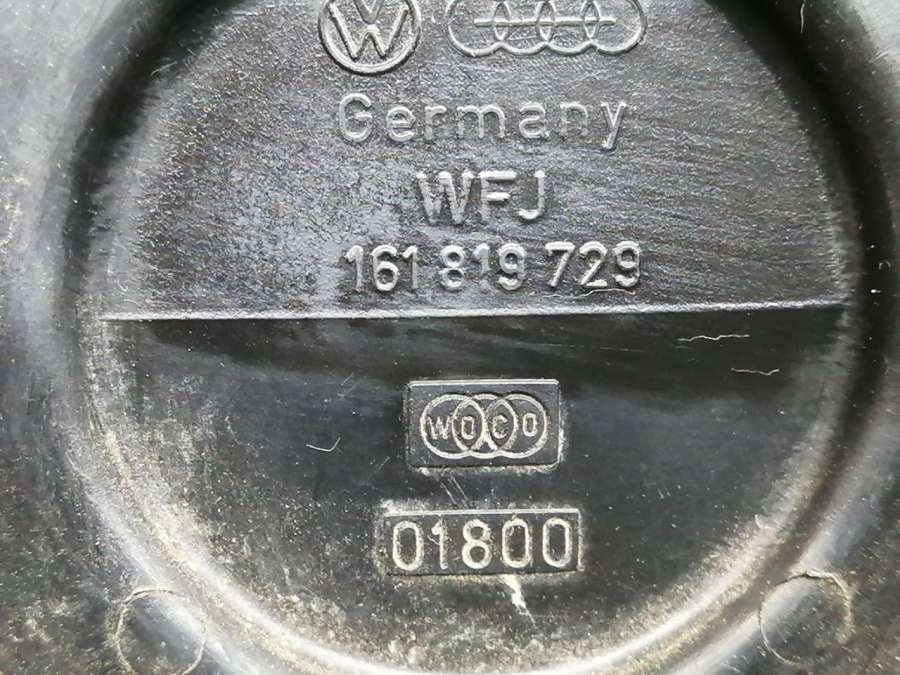 Germany
WFJ
161 819 729
WOCO
01800